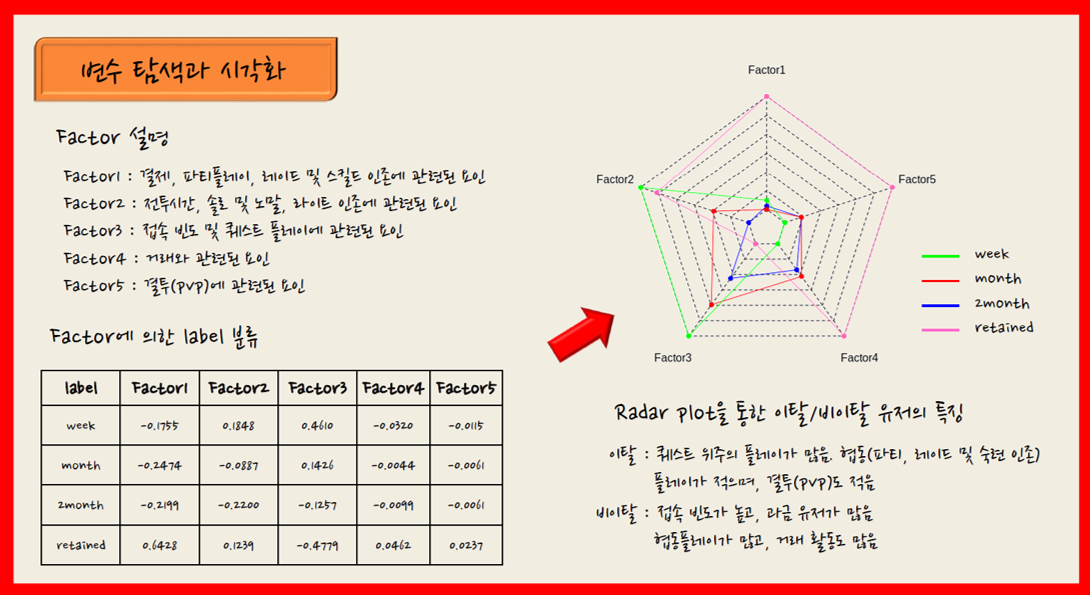 변수 탐색과 시각화
Factor 설명
Factor1 : 결제, 파티플레이, 레이드 및 스킬드 인존에 관련된 요인
Factor2 : 전투시간, 솔로 및 노말, 라이트 인존에 관련된 요인
Factor3 : 접속 빈도 및 퀘스트 플레이에 관련된 요인
Factor4 : 거래와 관련된 요인
Factor5 : 결투(PVP)에 관련된 요인
Factor에 의한 label 분류
label Factor1 Factor2 Factor3 Factor4 Factor5
week -0.1755 0.1848 0.4610 -0.0320 -0.0115
month -0.2474 -0.0887 0.1426 -0.0044 -0.0061
2month -0.2199 -0.2200 -0.1257 -0.0099 -0.0061
retained 0.6428 0.1239 -0.4779 0.0462 0.0237
Factor1
Factor2
Factor5
Factor3
Factor4
week
month
2month
retained
Radar plot을 통한 이탈/비이탈 유저의 특징
이탈 : 퀘스트 위주의 플레이가 많음. 협동(파티, 레이드 및 숙련 인존)
플레이가 적으며, 결투(PVP)도 적음
비이탈 : 접속 빈도가 높고, 과금 유저가 많음
협동플레이가 많고, 거래 활동도 많음